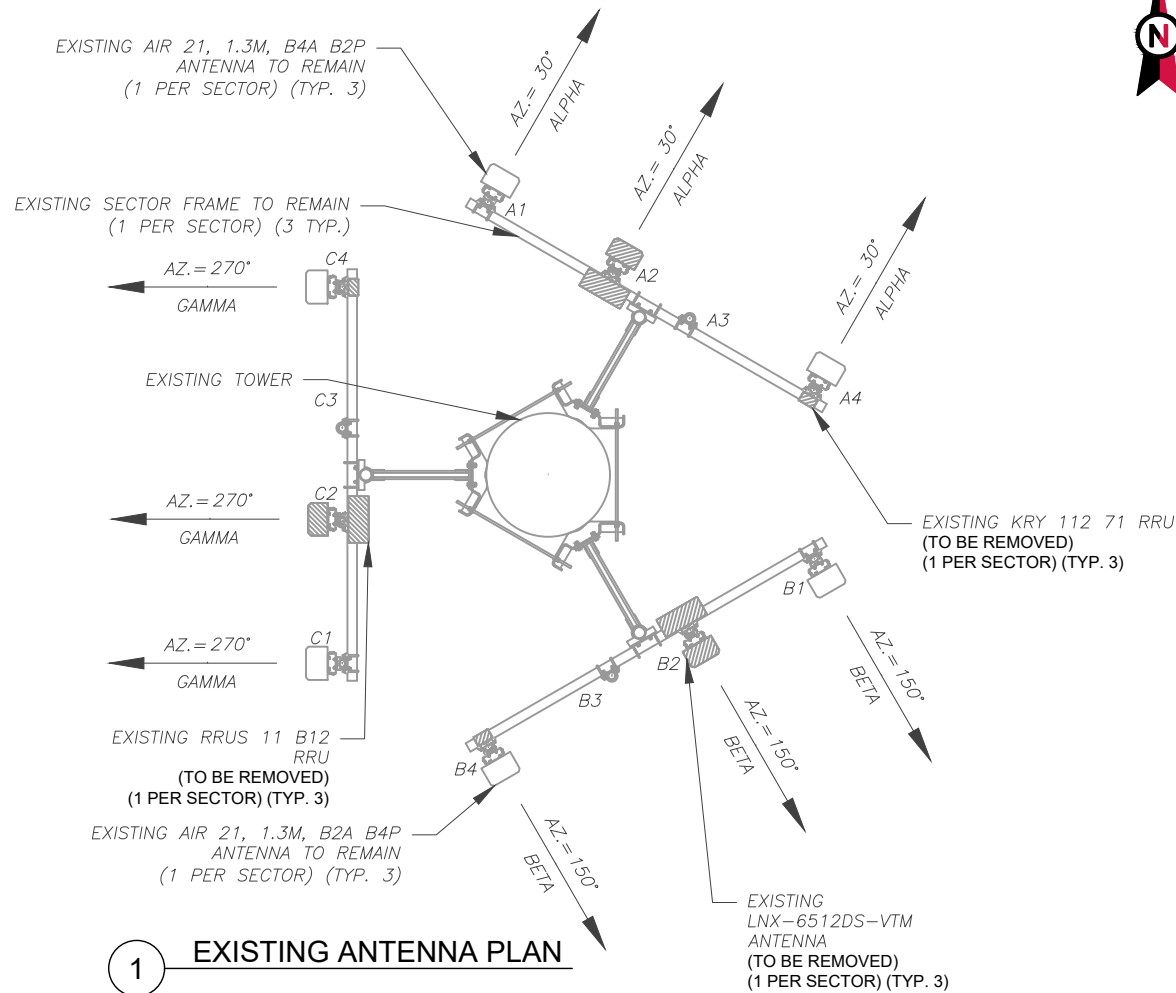 N
EXISTING AIR 21, 1.3M, B4A B2P
ANTENNA TO REMAIN
(1 PER SECTOR) (TYP. 3)
AZ.= 30°
ALPHA
AZ.= 30°
ALPHA
AZ.= 30°
ALPHA
EXISTING SECTOR FRAME TO REMAIN
(1 PER SECTOR) (3 TYP.)
A1
A2
A3
A4
AZ.=270°
GAMMA
C4
EXISTING TOWER
C3
AZ.=270°
GAMMA
C2
AZ.=270°
GAMMA
C1
EXISTING KRY 112 71 RRU
(TO BE REMOVED)
(1 PER SECTOR) (TYP. 3)
B1
B2
B3
B4
AZ.=150°
BETA
AZ.=150°
BETA
AZ.=150°
BETA
EXISTING RRUS 11 B12
RRU
(TO BE REMOVED)
(1 PER SECTOR) (TYP. 3)
EXISTING AIR 21, 1.3M, B2A B4P
ANTENNA TO REMAIN
(1 PER SECTOR) (TYP. 3)
EXISTING
LNX-6512DS-VTM
ANTENNA
(TO BE REMOVED)
(1 PER SECTOR) (TYP. 3)
1
EXISTING ANTENNA PLAN